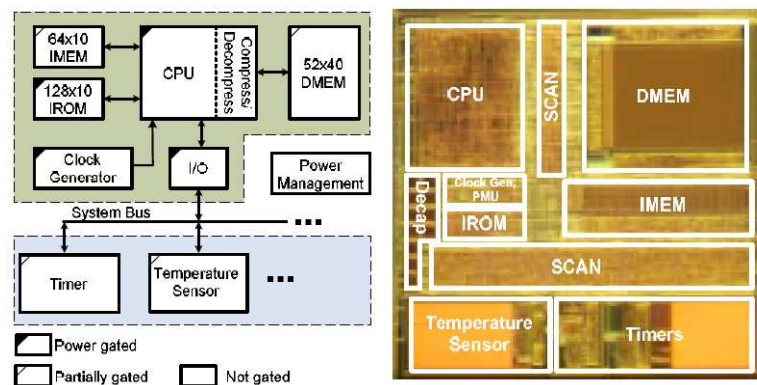 64x10
IMEM
128x10
IROM
CPU
Compress/
Decompress
52x40
DMEM
Clock
Generator
I/O
Power
Management
System Bus
...
Timer
Temperature
Sensor
...
Power gated
Partially gated
Not gated
CPU
SCAN
DMEM
Decap
Clock Gen,
PMU
IROM
IMEM
SCAN
Temperature
Sensor
Timers